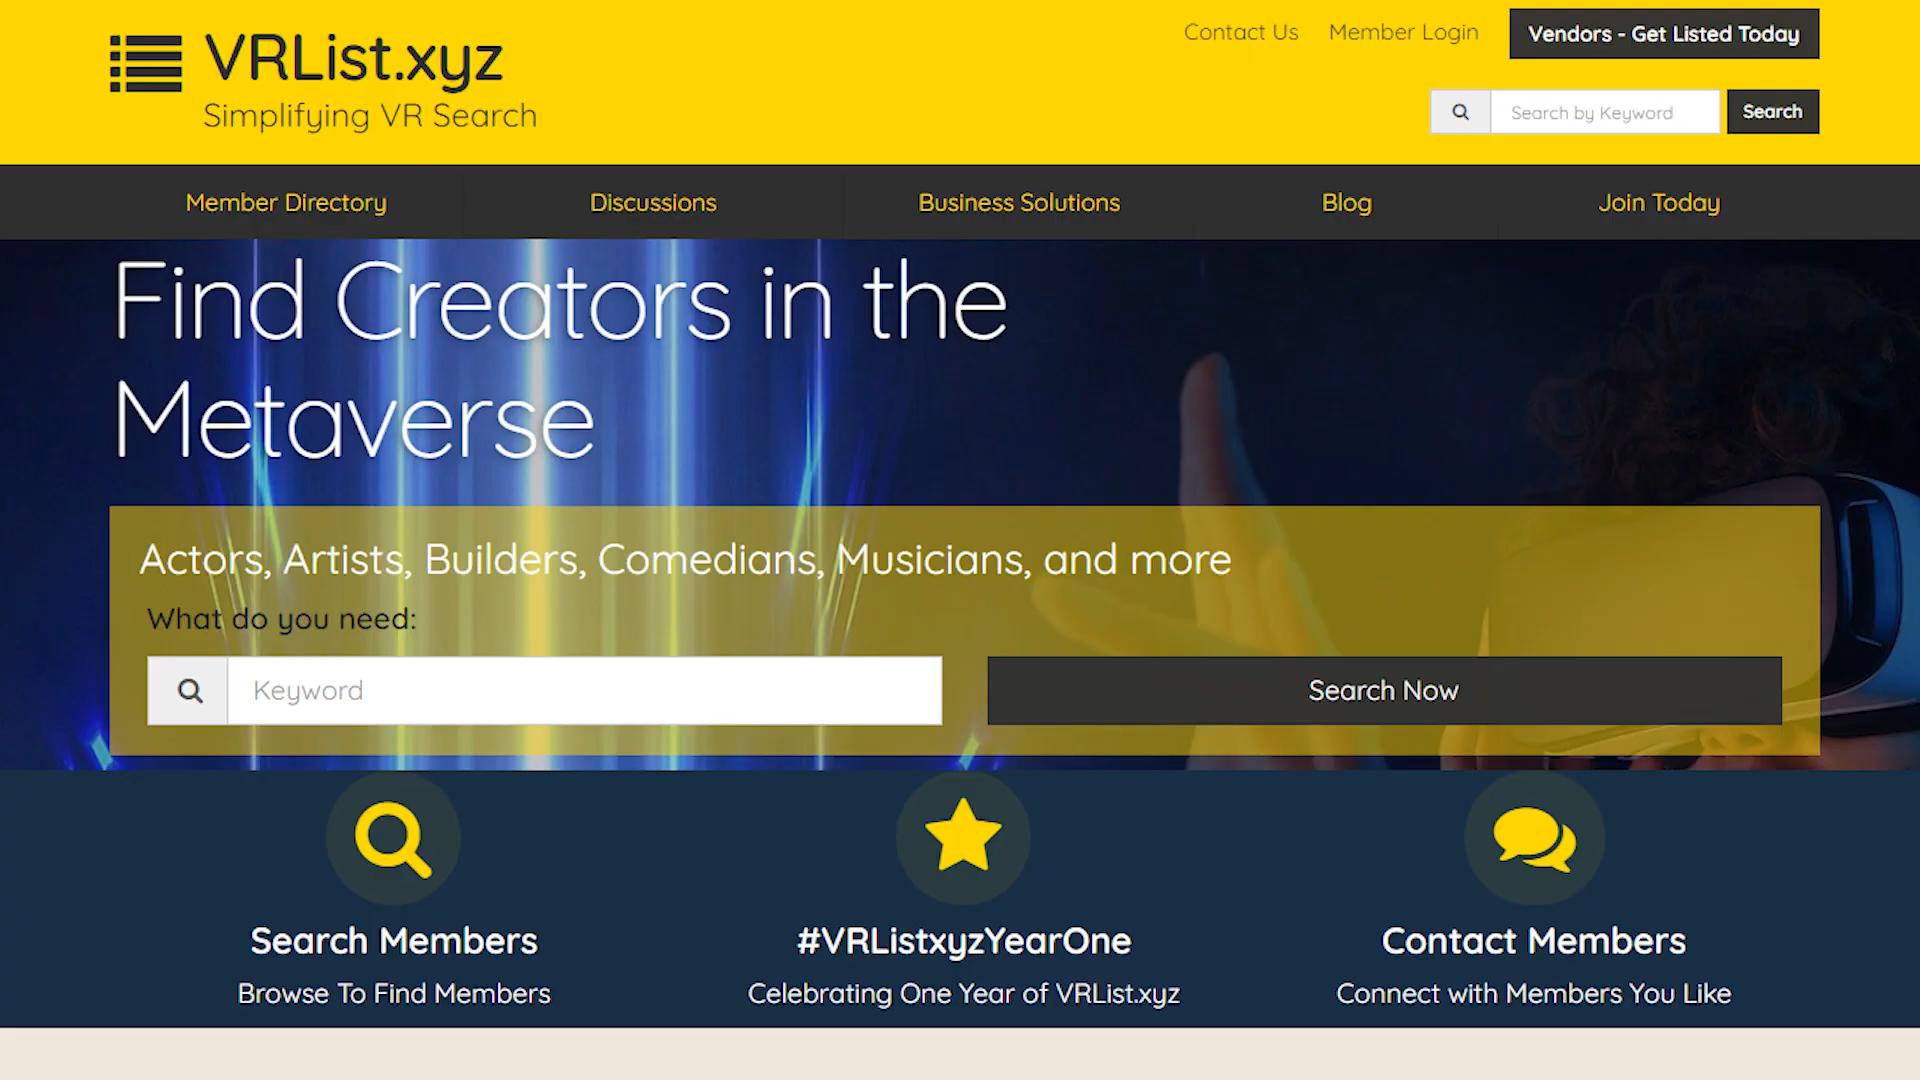 VRList.xyz
Simplifying VR Search
Contact Us
Member Login
Vendors - Get Listed Today
Search by Keyword
Search
Member Directory
Discussions
Business Solutions
Blog
Join Today
Find Creators in the
Metaverse
Actors, Artists, Builders, Comedians, Musicians, and more
What do you need:
Keyword
Search Now
Search Members
Browse To Find Members
#VRListxyzYearOne
Celebrating One Year of VRList.xyz
Contact Members
Connect with Members You Like